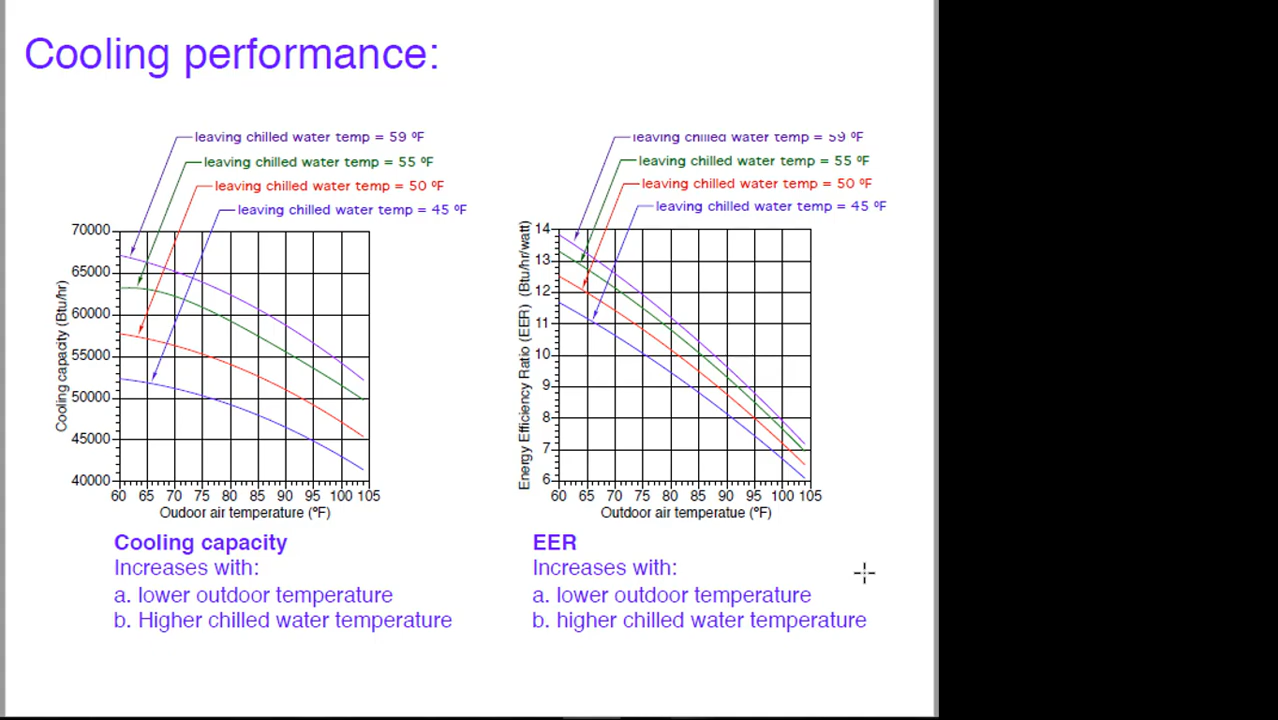 Cooling performance:
leaving chilled water temp = 59 ºF
leaving chilled water temp = 55 ºF
leaving chilled water temp = 50 ºF
leaving chilled water temp = 45 ºF
70000
65000
60000
55000
50000
45000
40000
Cooling capacity (Btu/hr)
60 65 70 75 80 85 90 95 100 105
Oudoor air temperature (ºF)
leaving chilled water temp = 59 ºF
leaving chilled water temp = 55 ºF
leaving chilled water temp = 50 ºF
leaving chilled water temp = 45 ºF
14
13
12
11
10
9
8
7
6
Energy Efficiency Ratio (EER) (Btu/hr/watt)
60 65 70 75 80 85 90 95 100 105
Outdoor air temperatue (ºF)
Cooling capacity
Increases with:
a. lower outdoor temperature
b. Higher chilled water temperature
EER
Increases with:
a. lower outdoor temperature
b. higher chilled water temperature